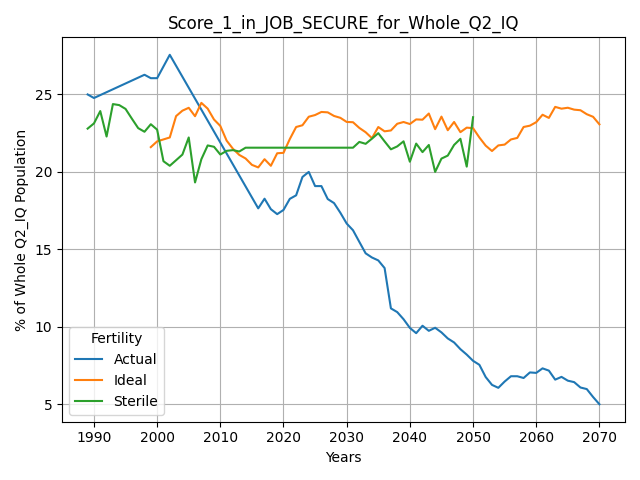 Score_1_in_JOB_SECURE_for_Whole_Q2_IQ
% of Whole Q2_IQ Population
25
20
15
10
5
Fertility
Actual
Ideal
Sterile
1990 2000 2010 2020 2030 2040 2050 2060 2070
Years